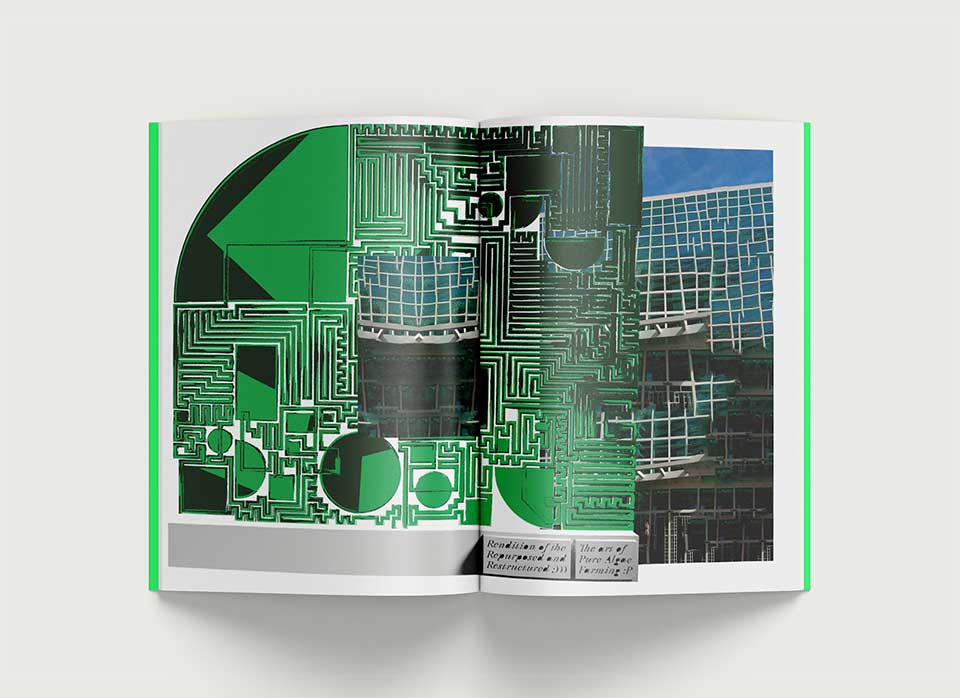 Rendition of the
Repurposed and
Restructured :)))
The art of
Pure Algae
Farming :P